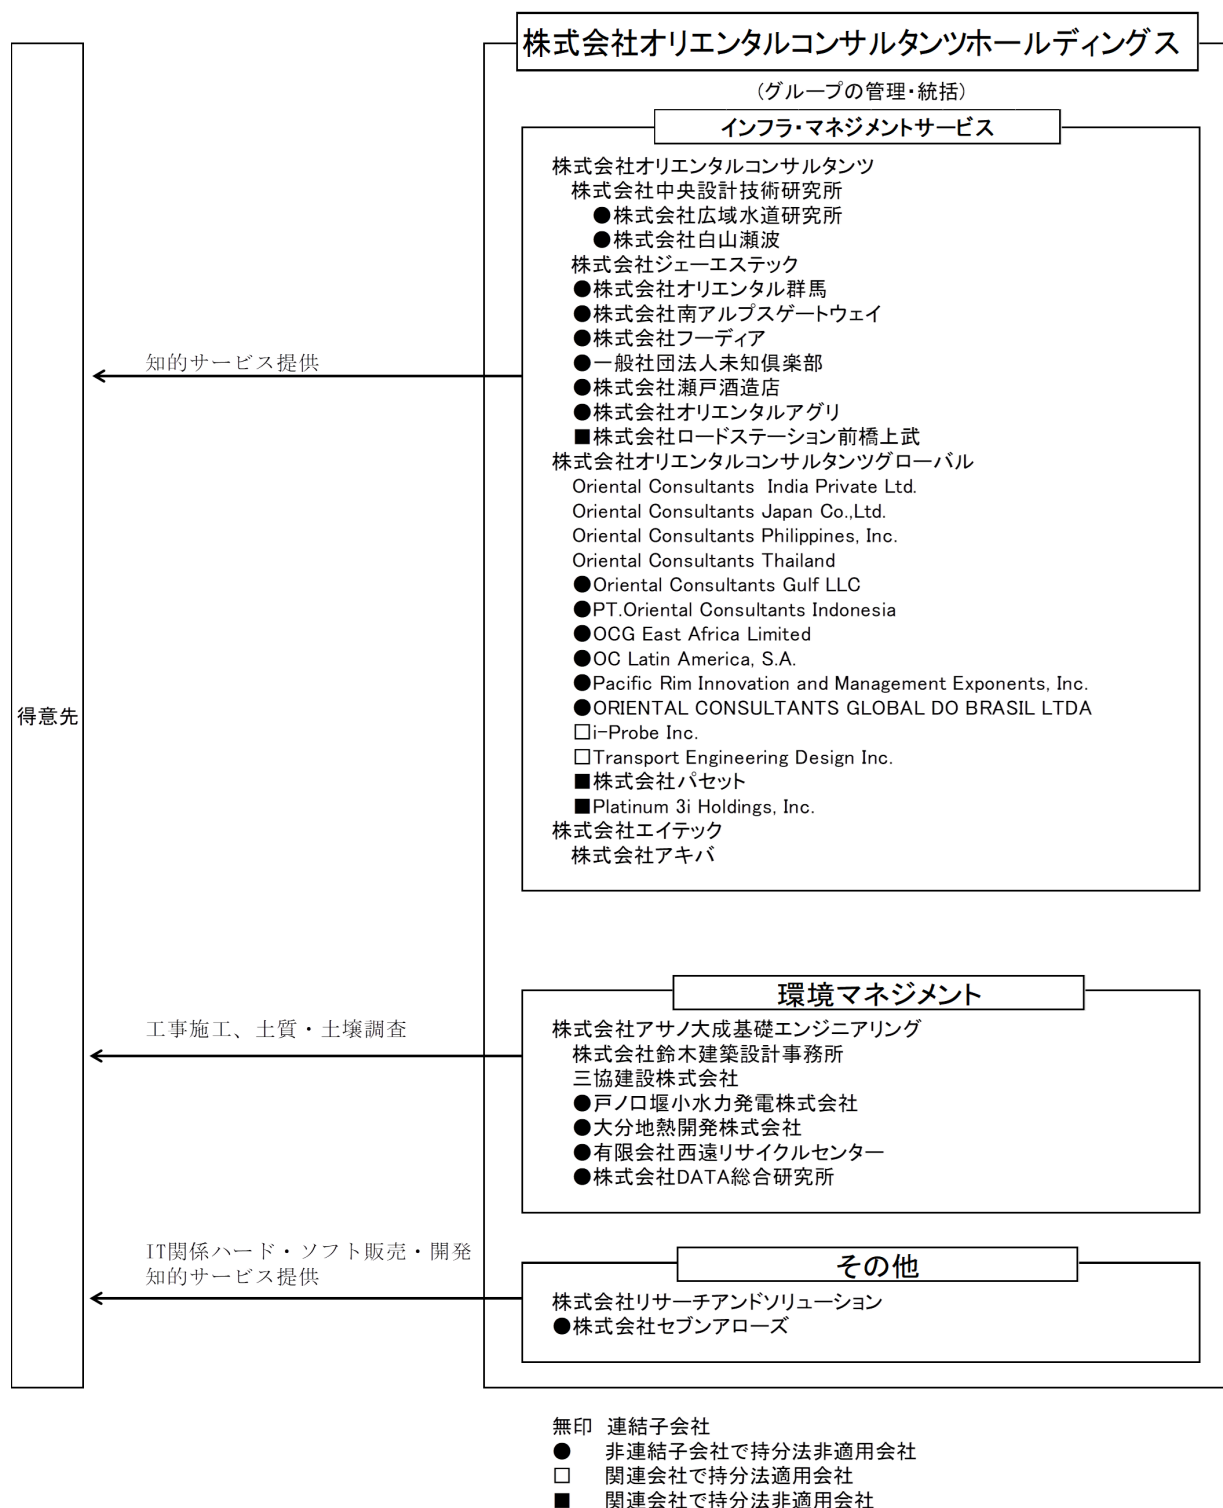 株式会社オリエンタルコンサルタンツホールディングス
(グループの管理・統括)
インフラ・マネジメントサービス
株式会社オリエンタルコンサルタンツ
株式会社中央設計技術研究所
●株式会社広域水道研究所
●株式会社白山瀬波
株式会社ジェーエステック
●株式会社オリエンタル群馬
●株式会社南アルプスゲートウェイ
●株式会社フーディア
●一般社団法人未知倶楽部
●株式会社瀬戸酒造店
●株式会社オリエンタルアグリ
■株式会社ロードステーション前橋上武
株式会社オリエンタルコンサルタンツグローバル
Oriental Consultants India Private Ltd.
Oriental Consultants Japan Co.,Ltd.
Oriental Consultants Philippines, Inc.
Oriental Consultants Thailand
●Oriental Consultants Gulf LLC
●PT.Oriental Consultants Indonesia
●OCG East Africa Limited
●OC Latin America, S.A.
●Pacific Rim Innovation and Management Exponents, Inc.
●ORIENTAL CONSULTANTS GLOBAL DO BRASIL LTDA
□i-Probe Inc.
□Transport Engineering Design Inc.
■株式会社パセット
■Platinum 3i Holdings, Inc.
株式会社エイテック
株式会社アキバ
知的サービス提供
得意先
環境マネジメント
株式会社アサノ大成基礎エンジニアリング
株式会社鈴木建築設計事務所
三協建設株式会社
●戸ノ口堰小水力発電株式会社
●大分地熱開発株式会社
●有限会社西遠リサイクルセンター
●株式会社DATA総合研究所
工事施工、土質・土壌調査
その他
株式会社リサーチアンドソリューション
●株式会社セブンアローズ
IT関係ハード・ソフト販売・開発
知的サービス提供
無印 連結子会社
● 非連結子会社で持分法非適用会社
□ 関連会社で持分法適用会社
■ 関連会社で持分法非適用会社